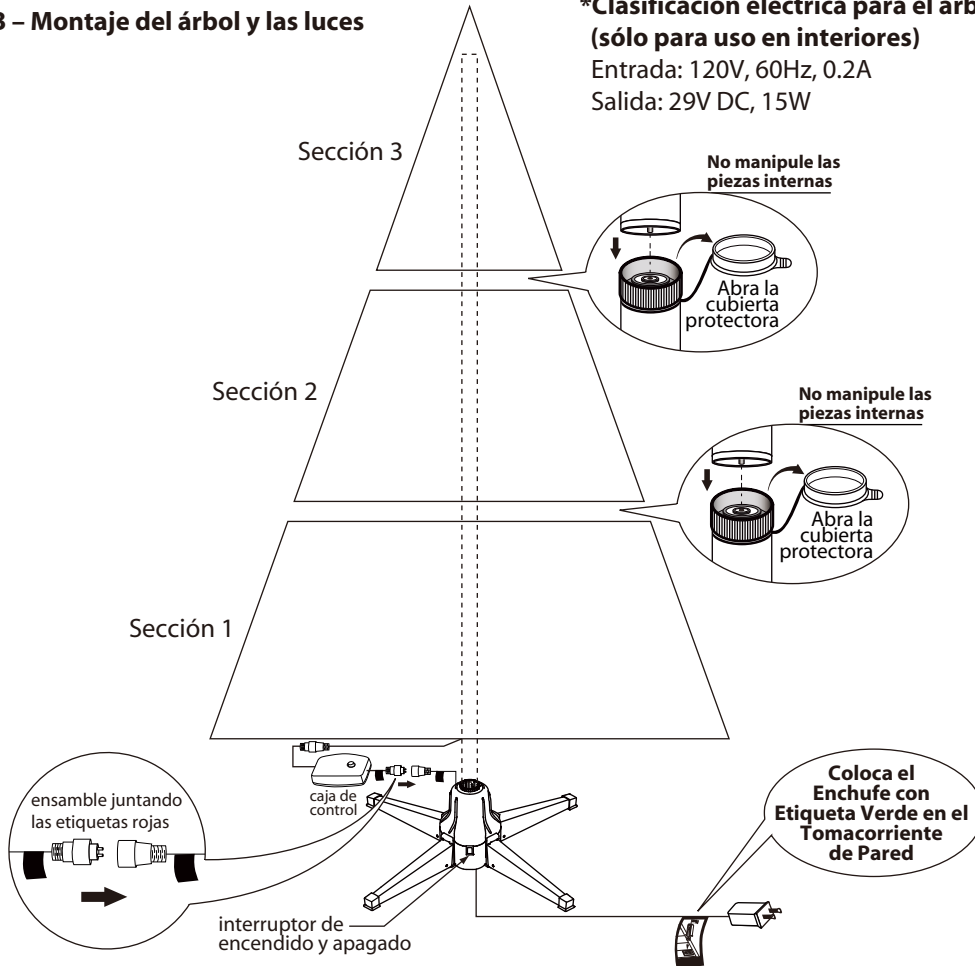 – Montaje del árbol y las luces
*Clasificación eléctrica para el
(sólo para uso en interiores)
Entrada: 120V, 60Hz, 0.2A
Salida: 29V DC, 15W
Sección 3
No manipule las
piezas internas
Abra la
cubierta
protectora
Sección 2
No manipule las
piezas internas
Abra la
cubierta
protectora
Sección 1
ensamble juntando
las etiquetas rojas
caja de
control
Coloca el
Enchufe con
Etiqueta Verde en el
Tomacorriente
de Pared
interruptor de
encendido y apagado